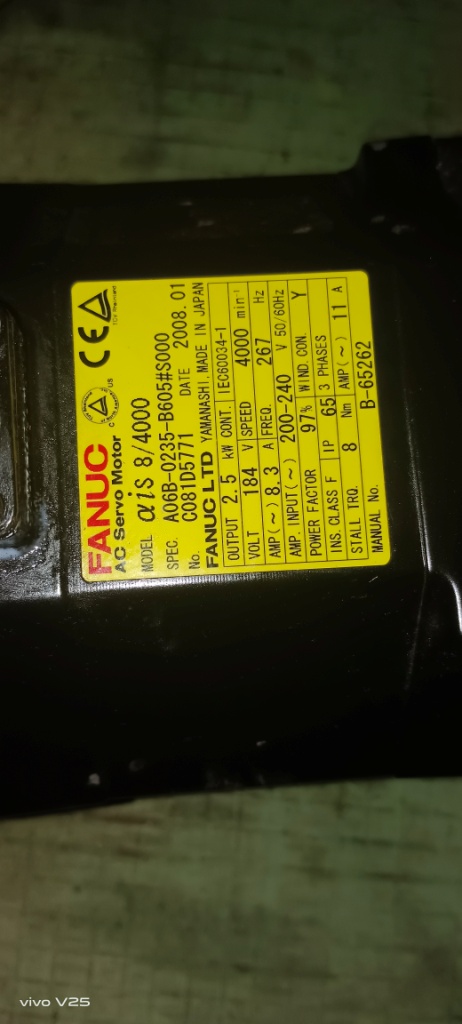 FANUC
AC Servo Motor
C US
CE
MODEL αiS 8/4000
SPEC. A06B-0235-B605#S000
No. C081D5771 DATE 2008.01
FANUC LTD YAMANASHI. MADE IN JAPAN
OUTPUT 2.5 kW CONT. IEC60034-1
VOLT 184 V SPEED 4000 min⁻¹
AMP(~) 8.3 A FREQ. 267 Hz
AMP. INPUT(~) 200-240 V 50/60Hz
POWER FACTOR 97% WIND. CON. Y
INS. CLASS F IP 65 3 PHASES
STALL TRQ. 8 Nm AMP(~) 11 A
MANUAL No. B-65262
vivo V25